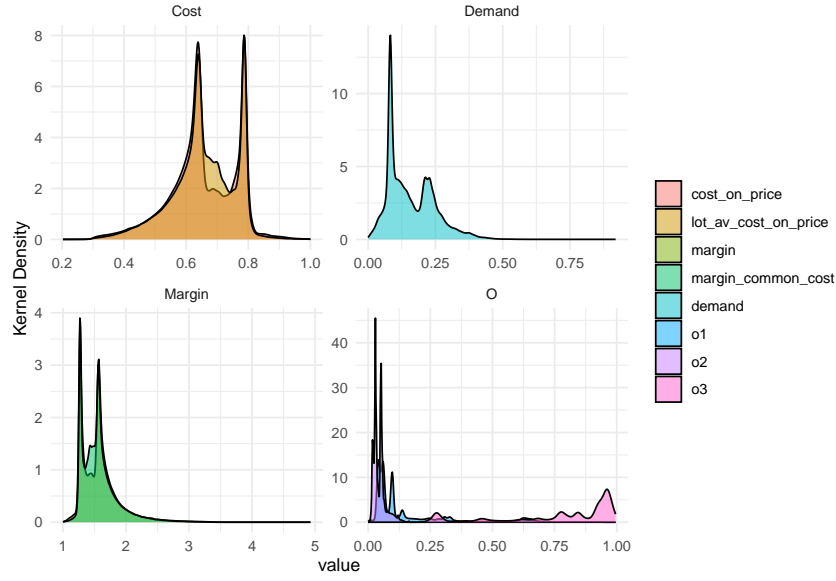 Cost
Demand
8
6
4
2
0
10
5
0
0.2
0.4
0.6
0.8
1.0
0.00
0.25
0.50
0.75
Margin
O
4
3
2
1
0
40
30
20
10
0
1
2
3
4
5
0.00
0.25
0.50
0.75
1.00
value
Kernel Density
cost_on_price
lot_av_cost_on_price
margin
margin_common_cost
demand
o1
o2
o3